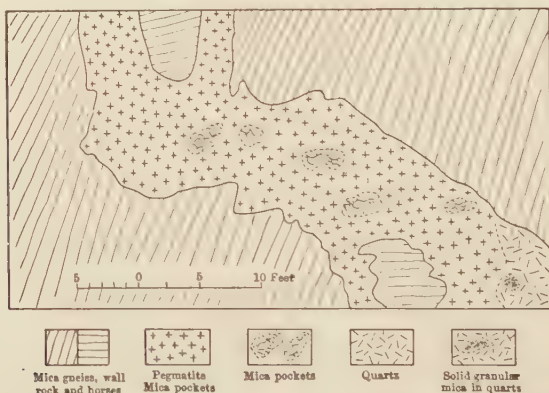 5 0 5 10 Feet
Mica gneiss, wall
rock and horses
Pegmatite
Mica pockets
Mica pockets
Quartz
Solid granular
mica in quartz